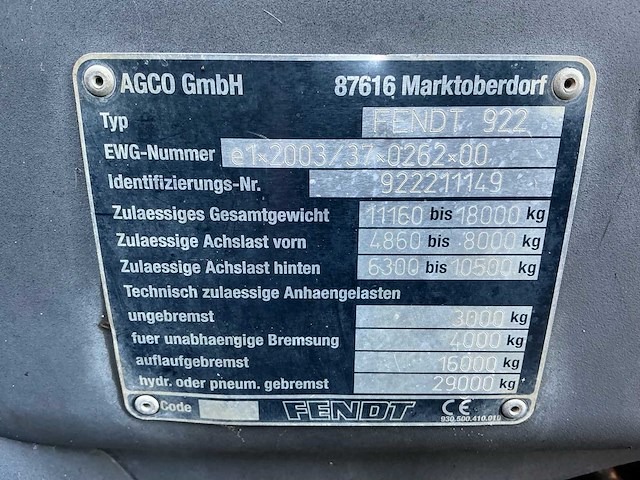 AGCO GmbH 87616 Marktoberdorf
Typ FENDT 922
EWG-Nummer e1*2003/37*0262*00
Identifizierungs-Nr. 922211149
Zulaessiges Gesamtgewicht 11160 bis 18000 kg
Zulaessige Achslast vorn 4860 bis 8000 kg
Zulaessige Achslast hinten 6300 bis 10500 kg
Technisch zulaessige Anhaengelasten
ungebremst 3000 kg
fuer unabhaengige Bremsung 4000 kg
auflaufgebremst 16000 kg
hydr. oder pneum. gebremst 29000 kg
Code FENDT CE